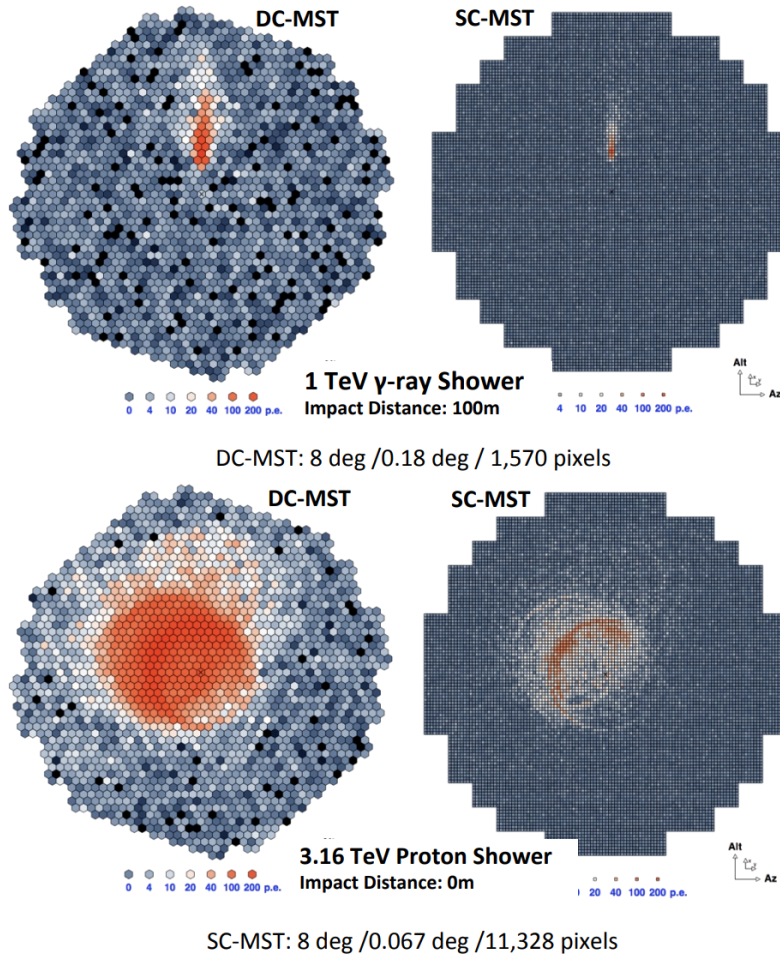 DC-MST
SC-MST
Alt
Az
1 TeV γ-ray Shower
Impact Distance: 100m
0 4 10 20 40 100 200 p.e.
4 10 20 40 100 200 p.e.
DC-MST: 8 deg /0.18 deg / 1,570 pixels
DC-MST
SC-MST
Alt
Az
3.16 TeV Proton Shower
Impact Distance: 0m
0 4 10 20 40 100 200 p.e.
20 40 100 200 p.e.
SC-MST: 8 deg /0.067 deg /11,328 pixels